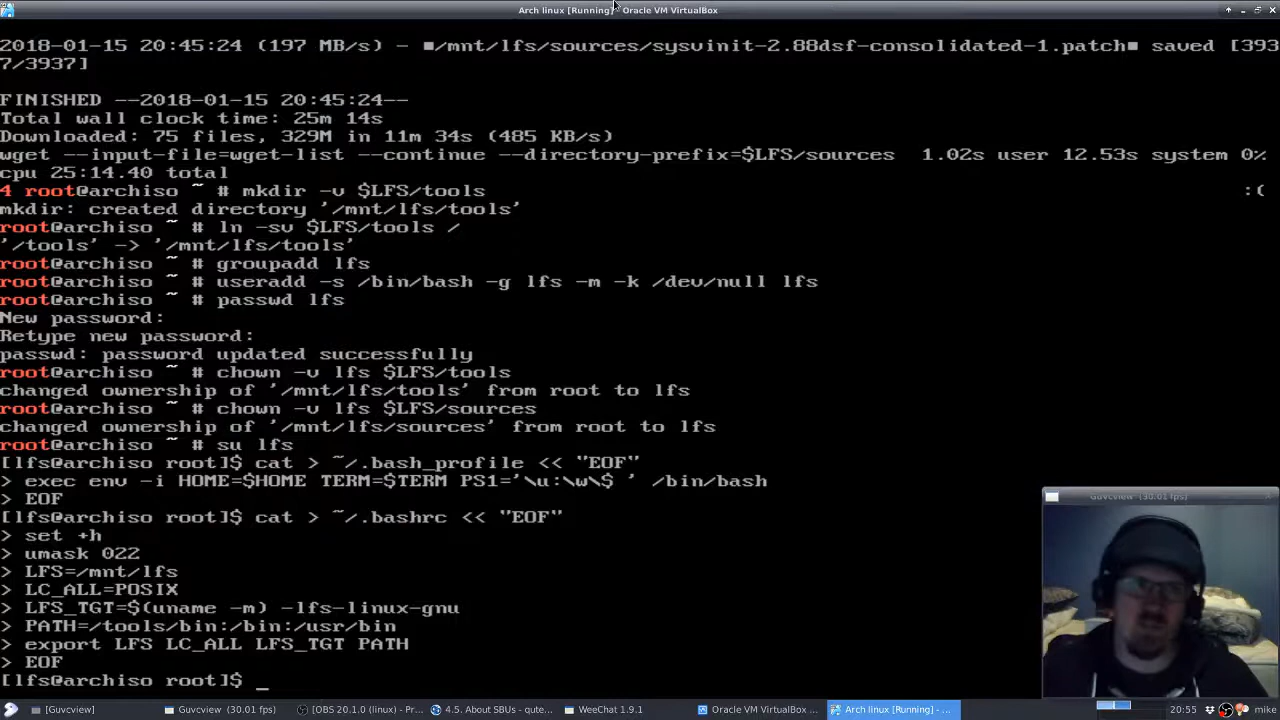 Arch linux [Running] - Oracle VM VirtualBox
2018-01-15 20:45:24 (197 MB/s) - ■/mnt/lfs/sources/sysvinit-2.88dsf-consolidated-1.patch■ saved [393
7/3937]
FINISHED --2018-01-15 20:45:24--
Total wall clock time: 25m 14s
Downloaded: 75 files, 329M in 11m 34s (485 KB/s)
wget --input-file=wget-list --continue --directory-prefix=$LFS/sources  1.02s user 12.53s system 0%
cpu 25:14.40 total
4 root@archiso ~ # mkdir -v $LFS/tools :(
mkdir: created directory '/mnt/lfs/tools'
root@archiso ~ # ln -sv $LFS/tools /
'/tools' -> '/mnt/lfs/tools'
root@archiso ~ # groupadd lfs
root@archiso ~ # useradd -s /bin/bash -g lfs -m -k /dev/null lfs
root@archiso ~ # passwd lfs
New password:
Retype new password:
passwd: password updated successfully
root@archiso ~ # chown -v lfs $LFS/tools
changed ownership of '/mnt/lfs/tools' from root to lfs
root@archiso ~ # chown -v lfs $LFS/sources
changed ownership of '/mnt/lfs/sources' from root to lfs
root@archiso ~ # su lfs
[lfs@archiso root]$ cat > ~/.bash_profile << "EOF"
> exec env -i HOME=$HOME TERM=$TERM PS1='\u:\w\$ ' /bin/bash
> EOF
[lfs@archiso root]$ cat > ~/.bashrc << "EOF"
> set +h
> umask 022
> LFS=/mnt/lfs
> LC_ALL=POSIX
> LFS_TGT=$(uname -m) -lfs-linux-gnu
> PATH=/tools/bin:/bin:/usr/bin
> export LFS LC_ALL LFS_TGT PATH
> EOF
[lfs@archiso root]$ _
Guvcview (30.01 fps)
[Guvcview] Guvcview (30.01 fps) [OBS 20.1.0 (linux) - Pr... 4.5. About SBUs - qute... WeeChat 1.9.1 Oracle VM VirtualBox ... Arch linux [Running] - ... 20:55 mike